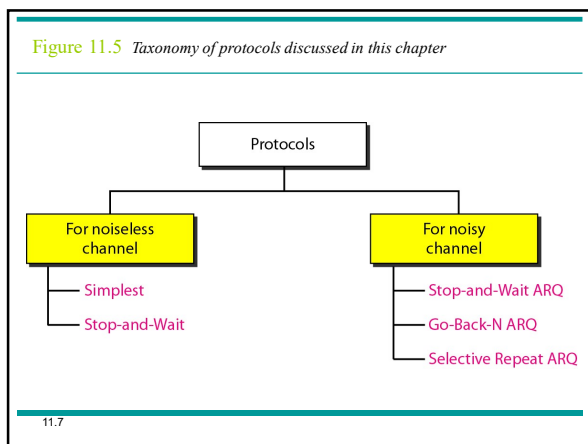 Figure 11.5 Taxonomy of protocols discussed in this chapter
Protocols
For noiseless
channel
Simplest
Stop-and-Wait
For noisy
channel
Stop-and-Wait ARQ
Go-Back-N ARQ
Selective Repeat ARQ
11.7